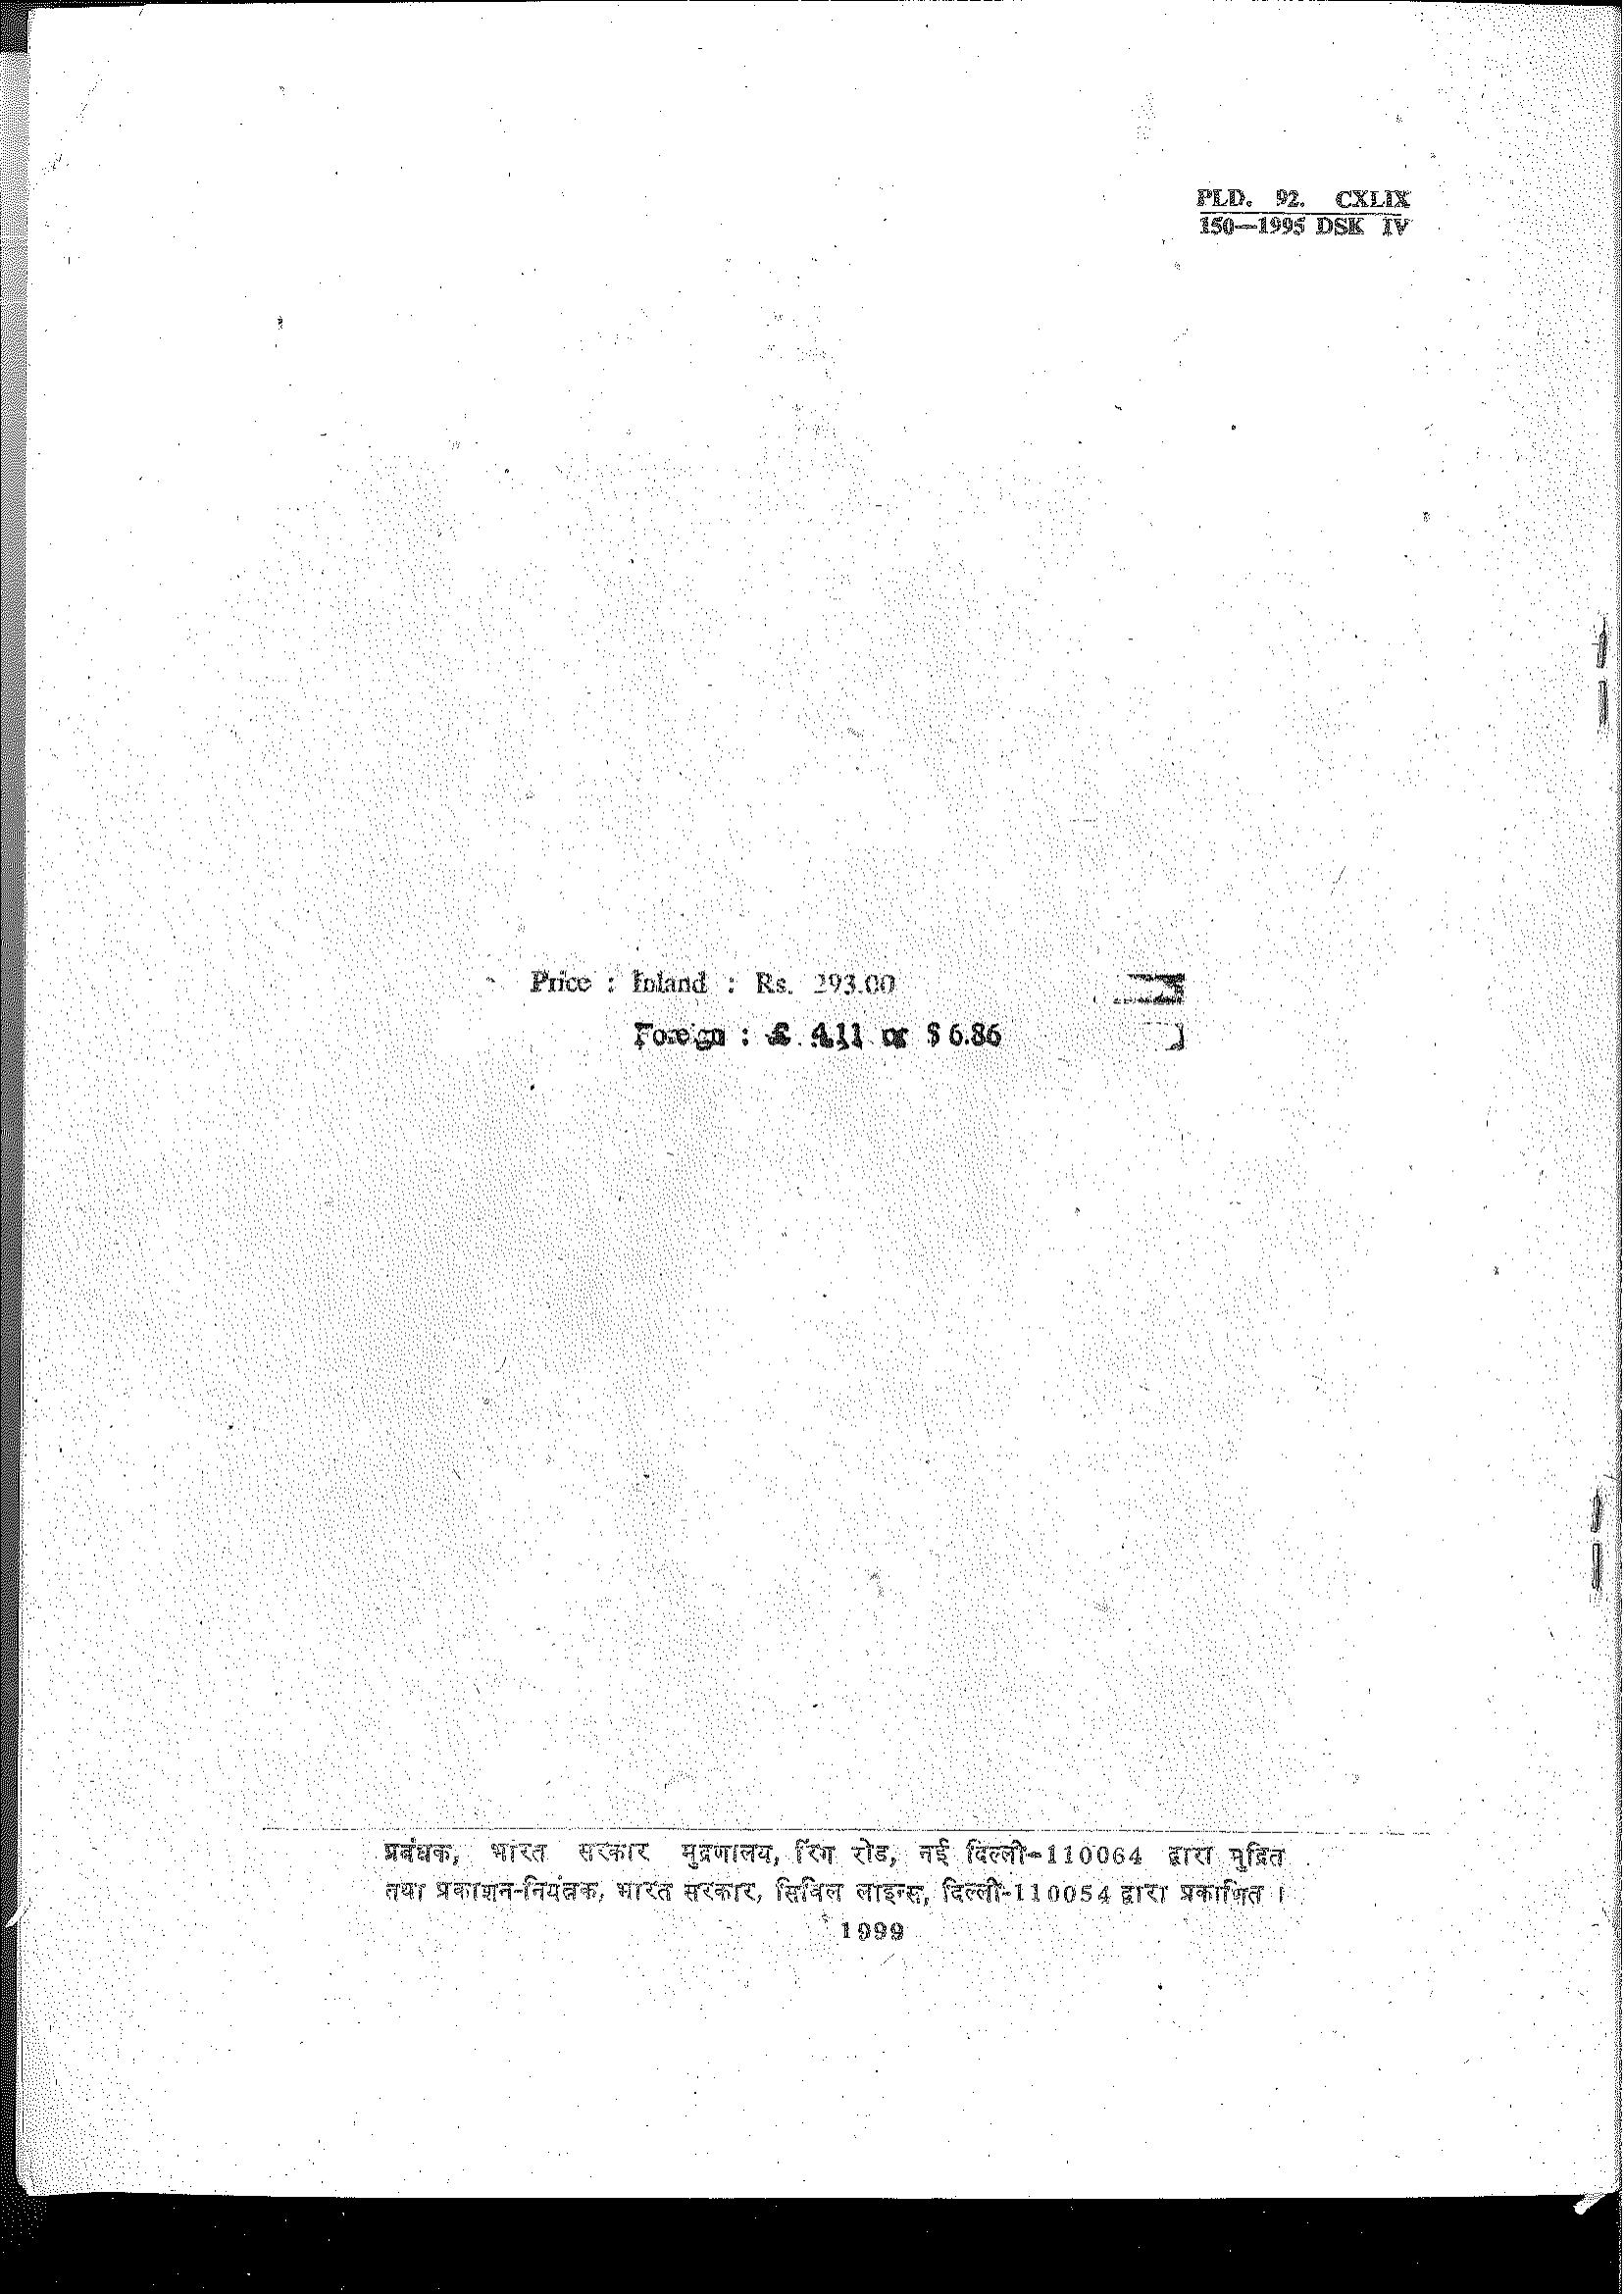 PLD. 92. CXLIX
150—1995 DSK IV
Price : Inland : Rs. 293.00
Foreign : £ 4.11 or $ 6.86
प्रबंधक, भारत सरकार मुद्रणालय, रिंग रोड, नई दिल्ली-110064 द्वारा मुद्रित
तथा प्रकाशन-नियंत्रक, भारत सरकार, सिविल लाइन्स, दिल्ली-110054 द्वारा प्रकाशित ।
1999